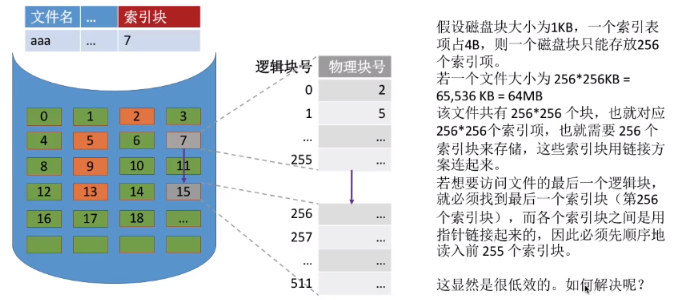 文件名 ... 索引块
aaa ... 7
逻辑块号 物理块号
0 2
1 5
... ...
255 ...
256 ...
257 ...
... ...
511 ...
0 1 2 3
4 5 6 7
8 9 10 11
12 13 14 15
16 17 18 ...
假设磁盘块大小为1KB，一个索引表
项占4B，则一个磁盘块只能存放256
个索引项。
若一个文件大小为 256*256KB =
65,536 KB = 64MB
该文件共有 256*256 个块，也就对应
256*256个索引项，也就需要 256 个
索引块来存储，这些索引块用链接方
案连起来。
若想要访问文件的最后一个逻辑块，
就必须找到最后一个索引块（第256
个索引块），而各个索引块之间是用
指针链接起来的，因此必须先顺序地
读入前 255 个索引块。
这显然是很低效的。如何解决呢？